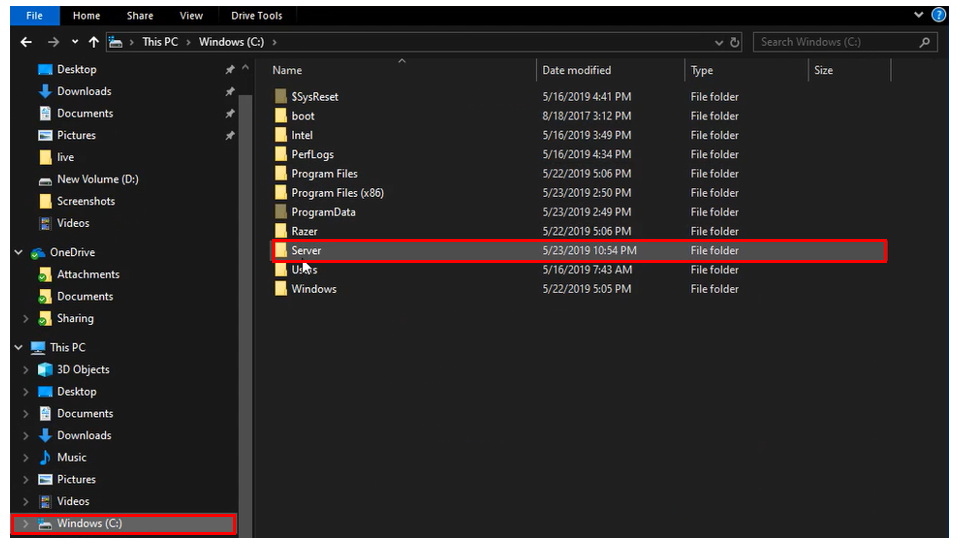 File Home Share View Drive Tools
This PC > Windows (C:) > Search Windows (C:)
Name Date modified Type Size
Desktop
Downloads
Documents
Pictures
live
New Volume (D:)
Screenshots
Videos
OneDrive
Attachments
Documents
Sharing
This PC
3D Objects
Desktop
Documents
Downloads
Music
Pictures
Videos
Windows (C:)
$SysReset 5/16/2019 4:41 PM File folder
boot 8/18/2017 3:12 PM File folder
Intel 5/16/2019 3:49 PM File folder
PerfLogs 5/16/2019 4:34 PM File folder
Program Files 5/22/2019 5:06 PM File folder
Program Files (x86) 5/23/2019 2:50 PM File folder
ProgramData 5/23/2019 2:49 PM File folder
Razer 5/22/2019 5:06 PM File folder
Server 5/23/2019 10:54 PM File folder
5/16/2019 7:43 AM File folder
Windows 5/22/2019 5:05 PM File folder